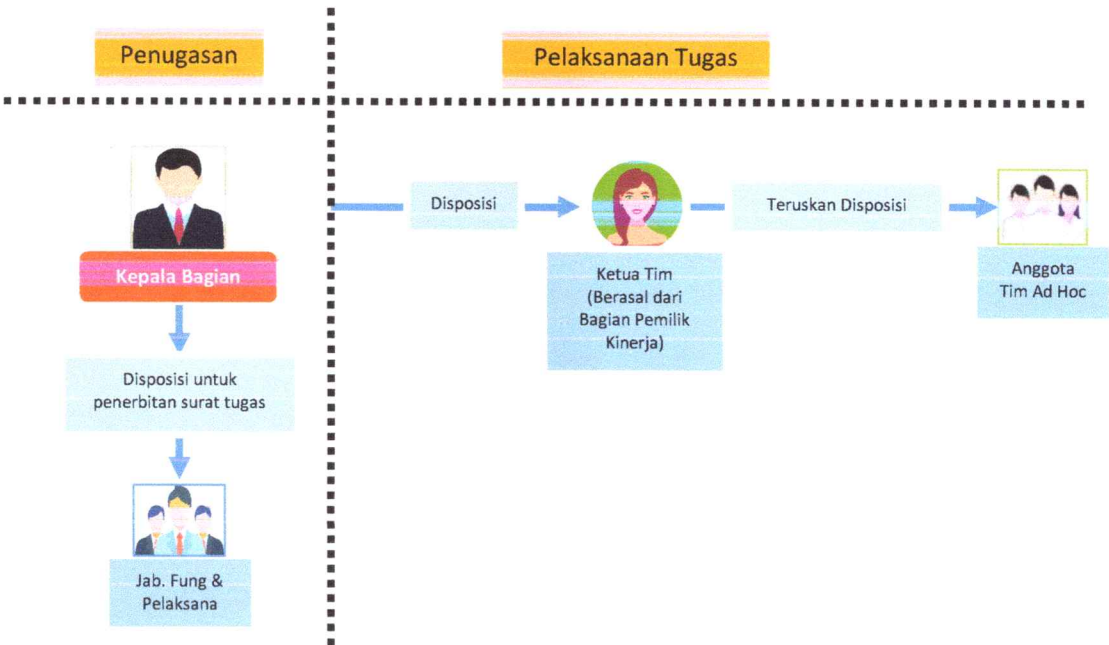 Penugasan
Pelaksanaan Tugas
Kepala Bagian
Disposisi untuk
penerbitan surat tugas
Jab. Fung &
Pelaksana
Disposisi
Ketua Tim
(Berasal dari
Bagian Pemilik
Kinerja)
Teruskan Disposisi
Anggota
Tim Ad Hoc